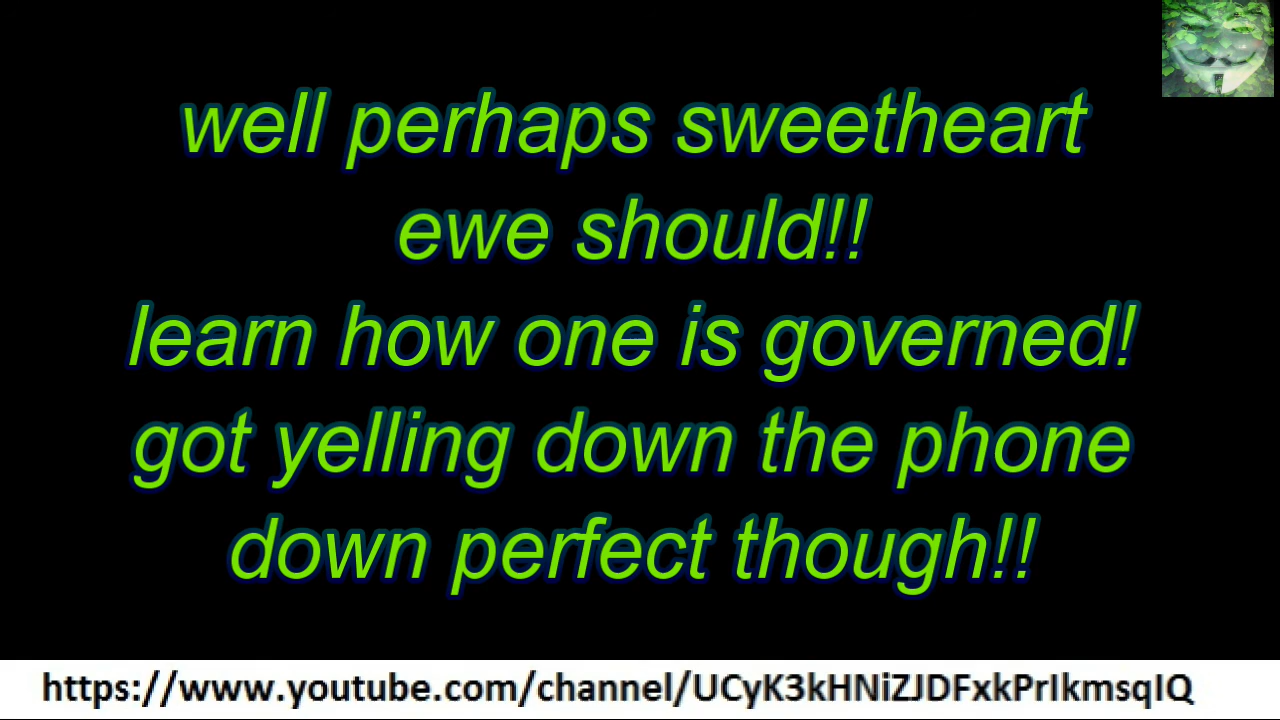 well perhaps sweetheart
ewe should!!
learn how one is governed!
got yelling down the phone
down perfect though!!
https://www.youtube.com/channel/UCyK3kHNiZJDFxkPrIkmsqIQ